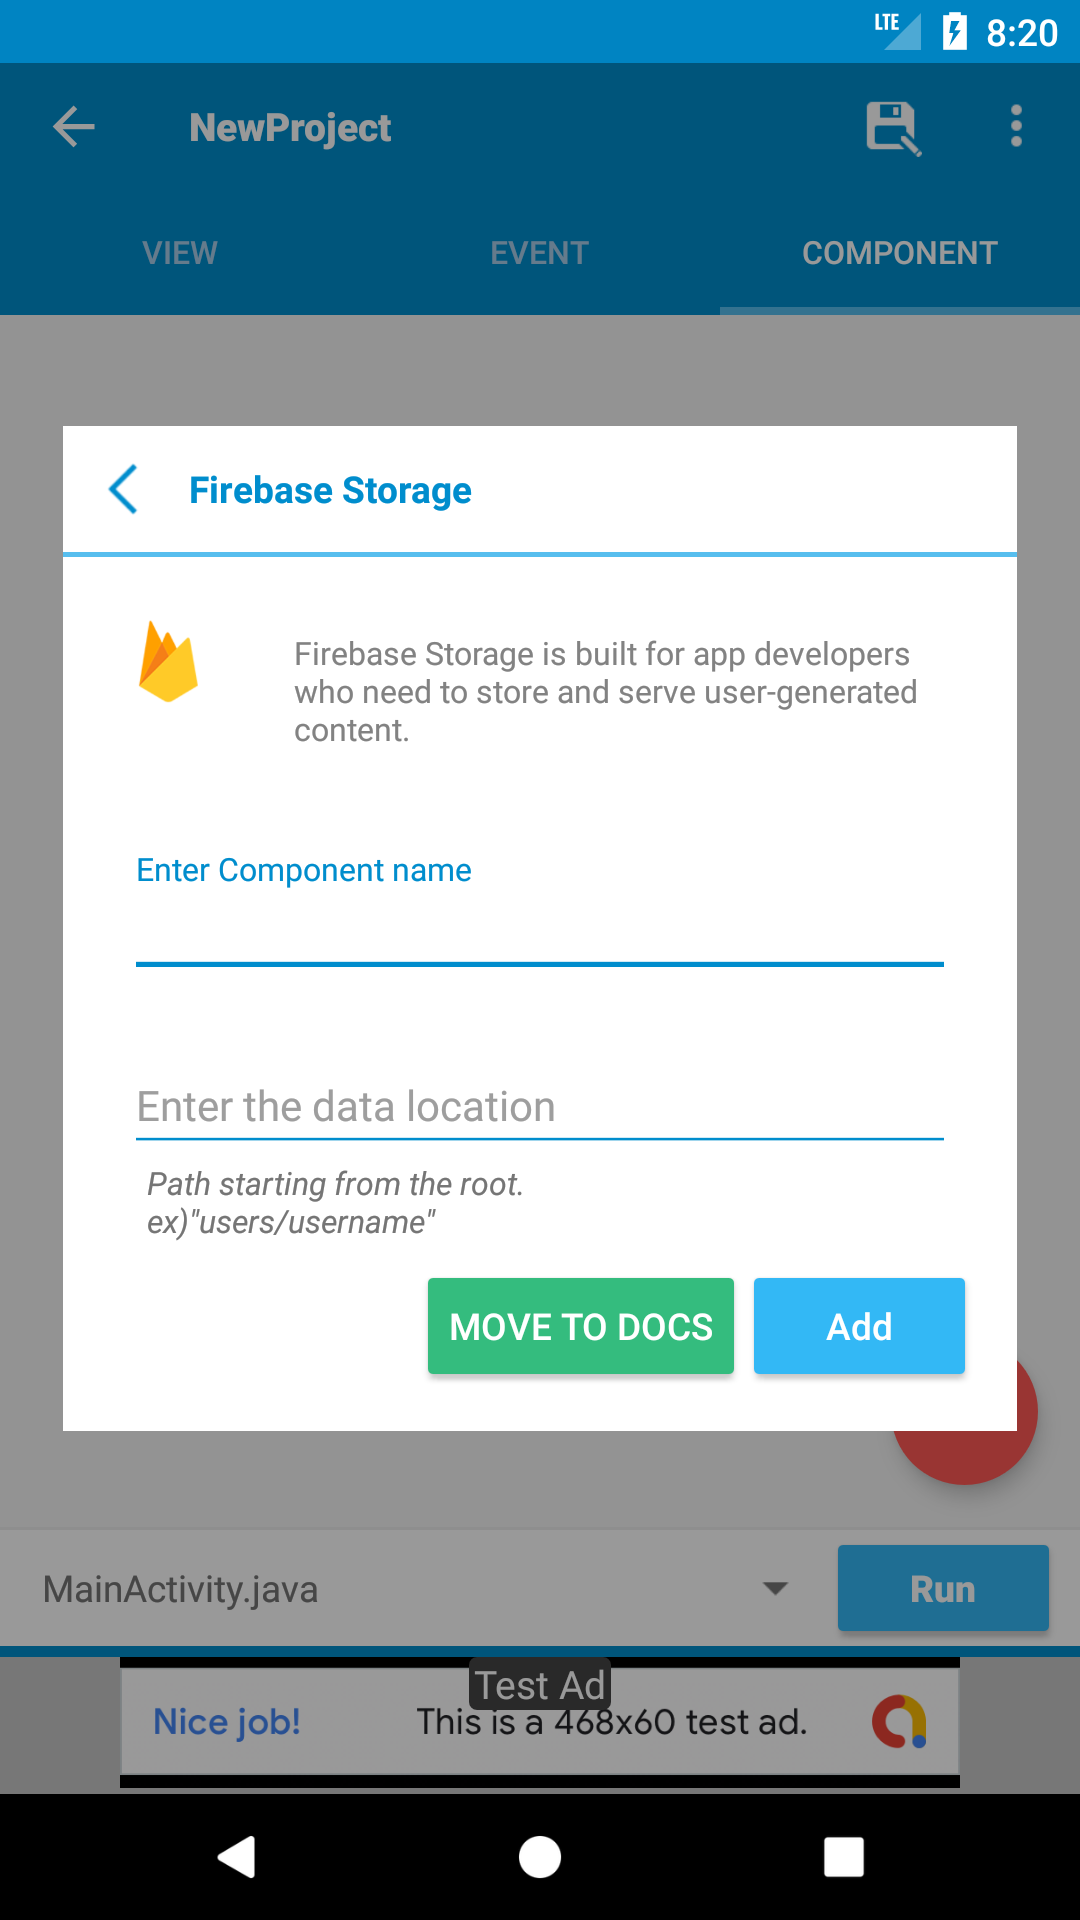 LTE 8:20
NewProject
VIEW EVENT COMPONENT
Firebase Storage
Firebase Storage is built for app developers
who need to store and serve user-generated
content.
Enter Component name
Enter the data location
Path starting from the root.
ex)"users/username"
MOVE TO DOCS Add
MainActivity.java Run
Test Ad
Nice job! This is a 468x60 test ad.